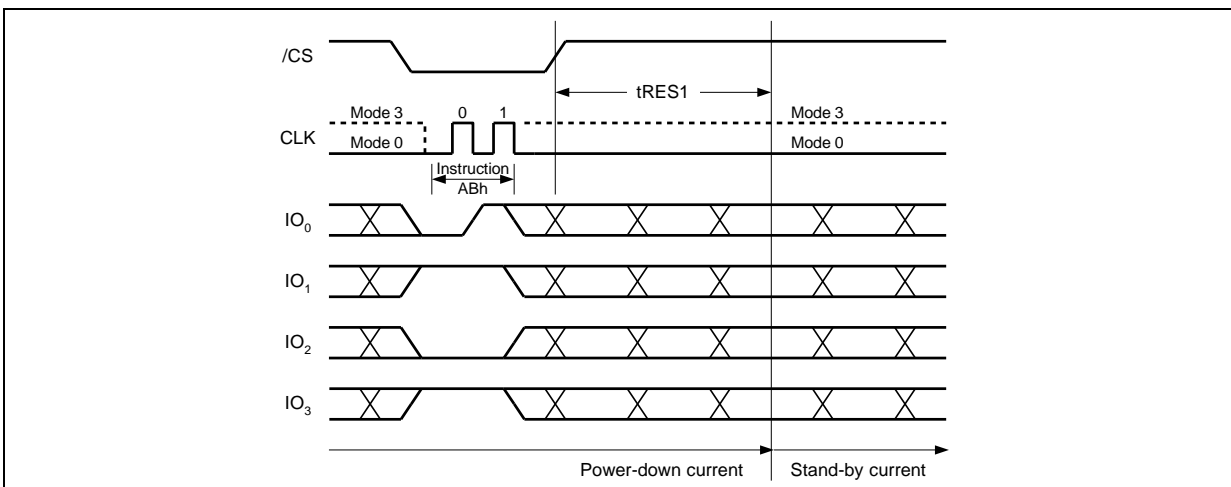 /CS
tRES1
Mode 3 0 1 Mode 3
CLK
Mode 0 Mode 0
Instruction
ABh
IO0
IO1
IO2
IO3
Power-down current Stand-by current